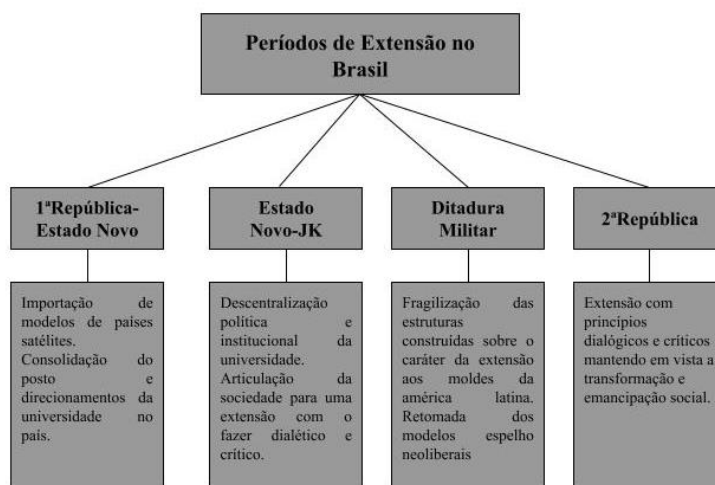 Períodos de Extensão no
Brasil
1ªRepública-
Estado Novo
Estado
Novo-JK
Ditadura
Militar
2ªRepública
Importação de
modelos de países
satélites.
Consolidação do
posto e
direcionamentos da
universidade no
país.
Descentralização
política e
institucional da
universidade.
Articulação da
sociedade para uma
extensão com o
fazer dialético e
crítico.
Fragilização das
estruturas
construídas sobre o
caráter da extensão
aos moldes da
américa latina.
Retomada dos
modelos espelho
neoliberais
Extensão com
princípios
dialógicos e críticos
mantendo em vista a
transformação e
emancipação social.